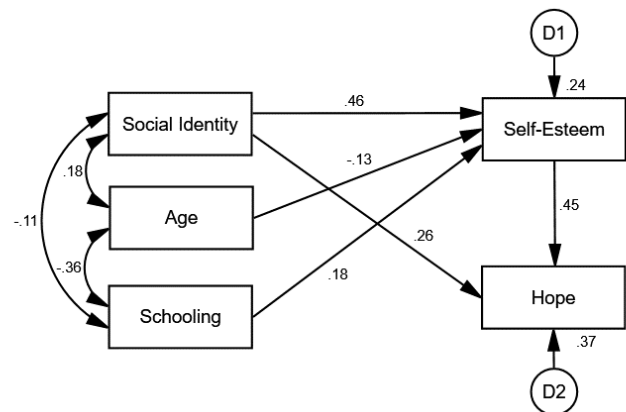 D1
.24
.46
Social Identity
Self-Esteem
.18
-.13
-.11
Age
.45
.26
-.36
.18
Schooling
Hope
.37
D2